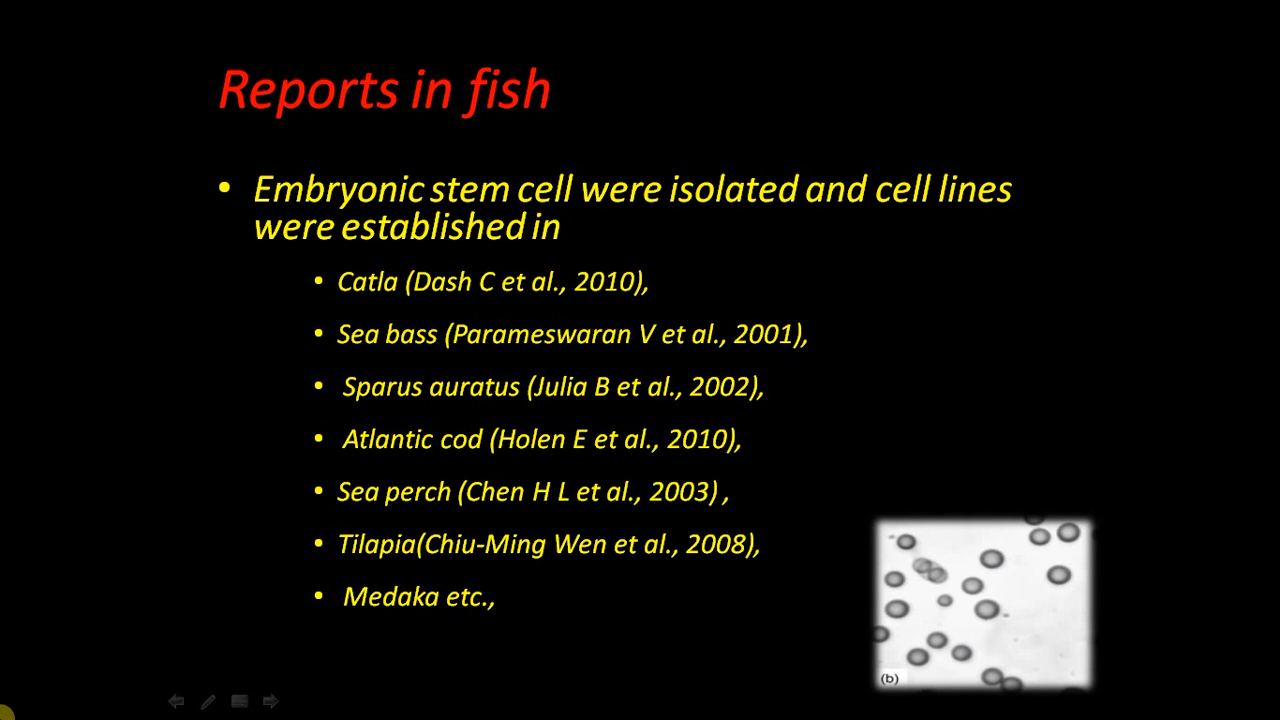 Reports in fish
• Embryonic stem cell were isolated and cell lines
were established in
• Catla (Dash C et al., 2010),
• Sea bass (Parameswaran V et al., 2001),
• Sparus auratus (Julia B et al., 2002),
• Atlantic cod (Holen E et al., 2010),
• Sea perch (Chen H L et al., 2003) ,
• Tilapia(Chiu-Ming Wen et al., 2008),
• Medaka etc.,
(b)